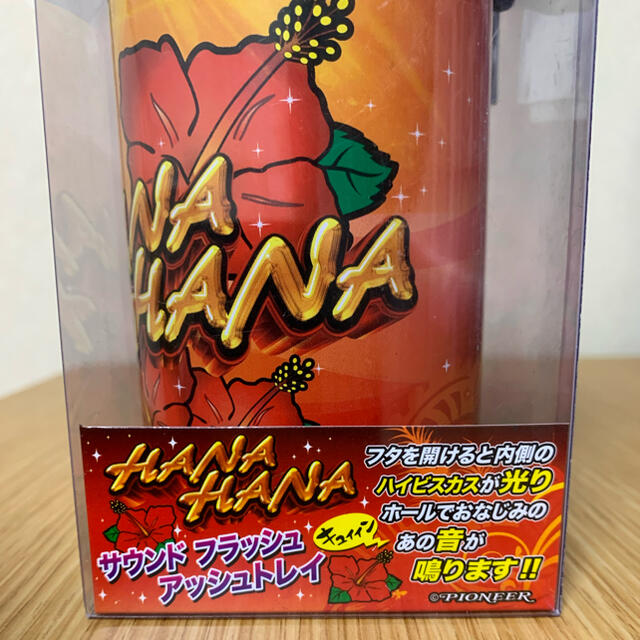 NA
HANA
HANA
HANA
サウンド フラッシュ
アッシュトレイ
キュイイン
フタを開けると内側の
ハイビスカスが光り
ホールでおなじみの
あの音が
鳴ります!!
©PIONEER